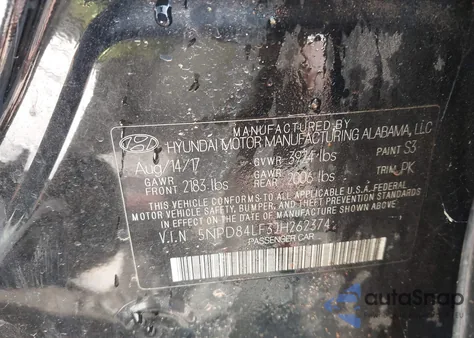 MANUFACTURED BY
HYUNDAI MOTOR MANUFACTURING ALABAMA, LLC
Aug/14/17 GVWR 3924 lbs PAINT S3
GAWR FRONT 2183 lbs GAWR REAR 2006 lbs TRIM PK
THIS VEHICLE CONFORMS TO ALL APPLICABLE U.S.A. FEDERAL
MOTOR VEHICLE SAFETY, BUMPER, AND THEFT PREVENTION
STANDARDS IN EFFECT ON THE DATE OF MANUFACTURE
SHOWN ABOVE.
V.I.N 5NPD84LF3JH262374
PASSENGER CAR
autosnap